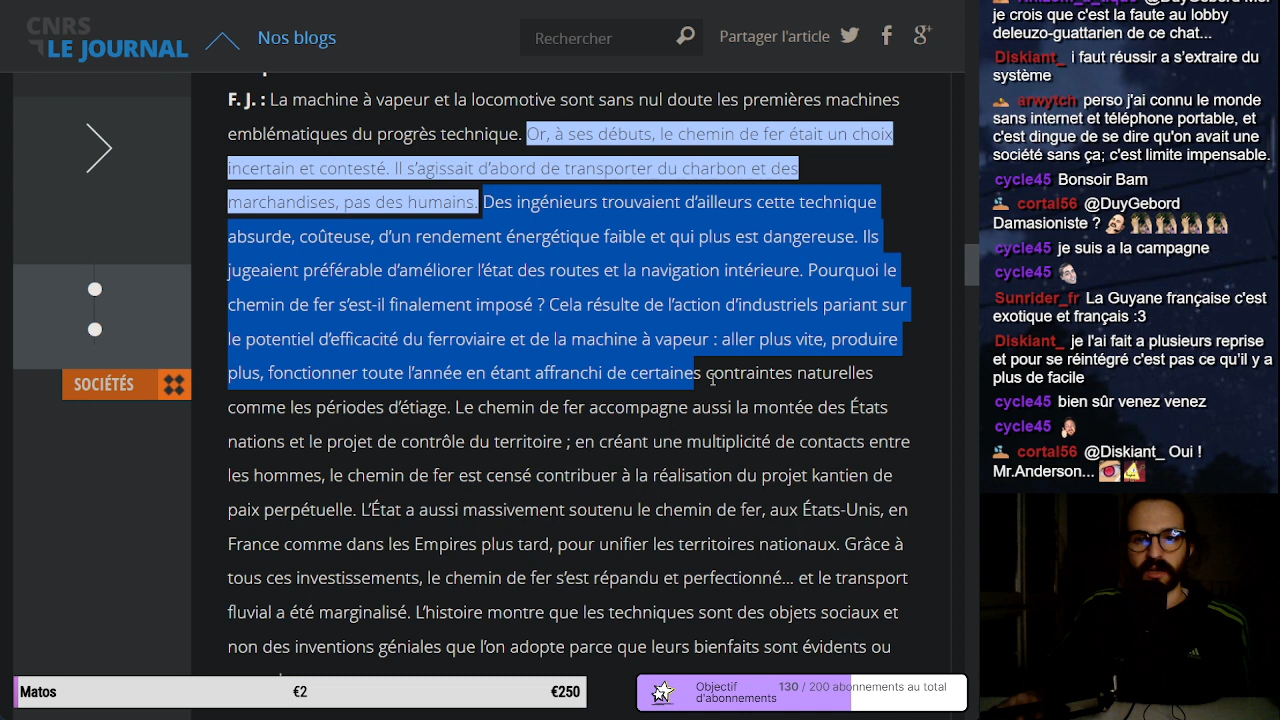 CNRS
LE JOURNAL
Nos blogs
Rechercher
Partager l'article
F. J. : La machine à vapeur et la locomotive sont sans nul doute les premières machines
emblématiques du progrès technique. Or, à ses débuts, le chemin de fer était un choix
incertain et contesté. Il s'agissait d'abord de transporter du charbon et des
marchandises, pas des humains. Des ingénieurs trouvaient d'ailleurs cette technique
absurde, coûteuse, d'un rendement énergétique faible et qui plus est dangereuse. Ils
jugeaient préférable d'améliorer l'état des routes et la navigation intérieure. Pourquoi le
chemin de fer s'est-il finalement imposé ? Cela résulte de l'action d'industriels pariant sur
le potentiel d'efficacité du ferroviaire et de la machine à vapeur : aller plus vite, produire
plus, fonctionner toute l'année en étant affranchi de certaines contraintes naturelles
comme les périodes d'étiage. Le chemin de fer accompagne aussi la montée des États
nations et le projet de contrôle du territoire ; en créant une multiplicité de contacts entre
les hommes, le chemin de fer est censé contribuer à la réalisation du projet kantien de
paix perpétuelle. L'État a aussi massivement soutenu le chemin de fer, aux États-Unis, en
France comme dans les Empires plus tard, pour unifier les territoires nationaux. Grâce à
tous ces investissements, le chemin de fer s'est répandu et perfectionné... et le transport
fluvial a été marginalisé. L'histoire montre que les techniques sont des objets sociaux et
non des inventions géniales que l'on adopte parce que leurs bienfaits sont évidents ou
SOCIÉTÉS
Matos
€2
€250
Objectif
d'abonnements
130 / 200 abonnements au total
je crois que c'est la faute au lobby
deleuzo-guattarien de ce chat...
Diskiant_ i faut réussir a s'extraire du
système
arwytch perso j'ai connu le monde
sans internet et téléphone portable, et
c'est dingue de se dire qu'on avait une
société sans ça; c'est limite impensable.
cycle45 Bonsoir Bam
cortal56 @DuyGebord
Damasioniste ?
cycle45 je suis a la campagne
cycle45
Sunrider_fr La Guyane française c'est
exotique et français :3
Diskiant_ je l'ai fait a plusieurs reprise
et pour se réintégré c'est pas ce qu'il y a
plus de facile
cycle45 bien sûr venez venez
cycle45
cortal56 @Diskiant_ Oui !
Mr.Anderson...